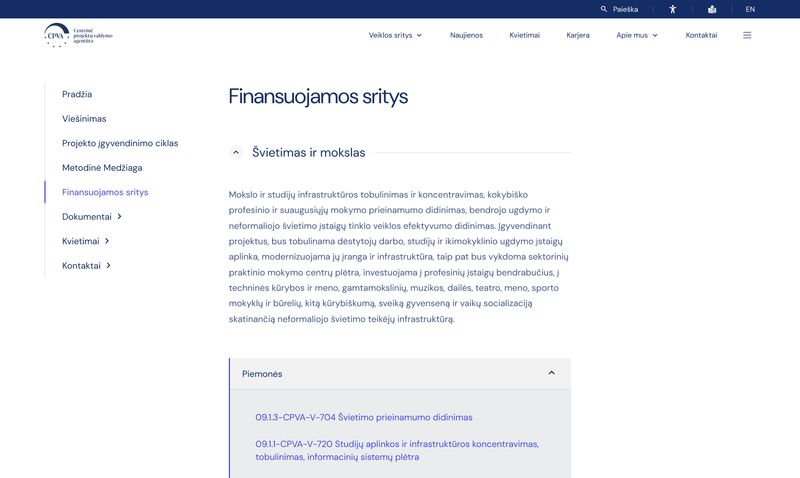 Paieška
EN
CPVA
Centrinė
projektų valdymo
agentūra
Veiklos sritys
Naujienos
Kvietimai
Karjera
Apie mus
Kontaktai
Pradžia
Viešinimas
Projekto įgyvendinimo ciklas
Metodinė Medžiaga
Finansuojamos sritys
Dokumentai
Kvietimai
Kontaktai
Finansuojamos sritys
Švietimas ir mokslas
Mokslo ir studijų infrastruktūros tobulinimas ir koncentravimas, kokybiško
profesinio ir suaugusiųjų mokymo prieinamumo didinimas, bendrojo ugdymo ir
neformaliojo švietimo įstaigų tinklo veiklos efektyvumo didinimas. Įgyvendinant
projektus, bus tobulinama dėstytojų darbo, studijų ir ikimokyklinio ugdymo įstaigų
aplinka, modernizuojama jų įranga ir infrastruktūra, taip pat bus vykdoma sektorinių
praktinio mokymo centrų plėtra, investuojama į profesinių įstaigų bendrabučius, į
techninės kūrybos ir meno, gamtamokslinių, muzikos, dailės, teatro, meno, sporto
mokyklų ir būrelių, kitą kūrybiškumą, sveiką gyvenseną ir vaikų socializaciją
skatinančią neformaliojo švietimo teikėjų infrastruktūrą.
Piemonės
09.1.3-CPVA-V-704 Švietimo prieinamumo didinimas
09.1.1-CPVA-V-720 Studijų aplinkos ir infrastruktūros koncentravimas,
tobulinimas, informacinių sistemų plėtra